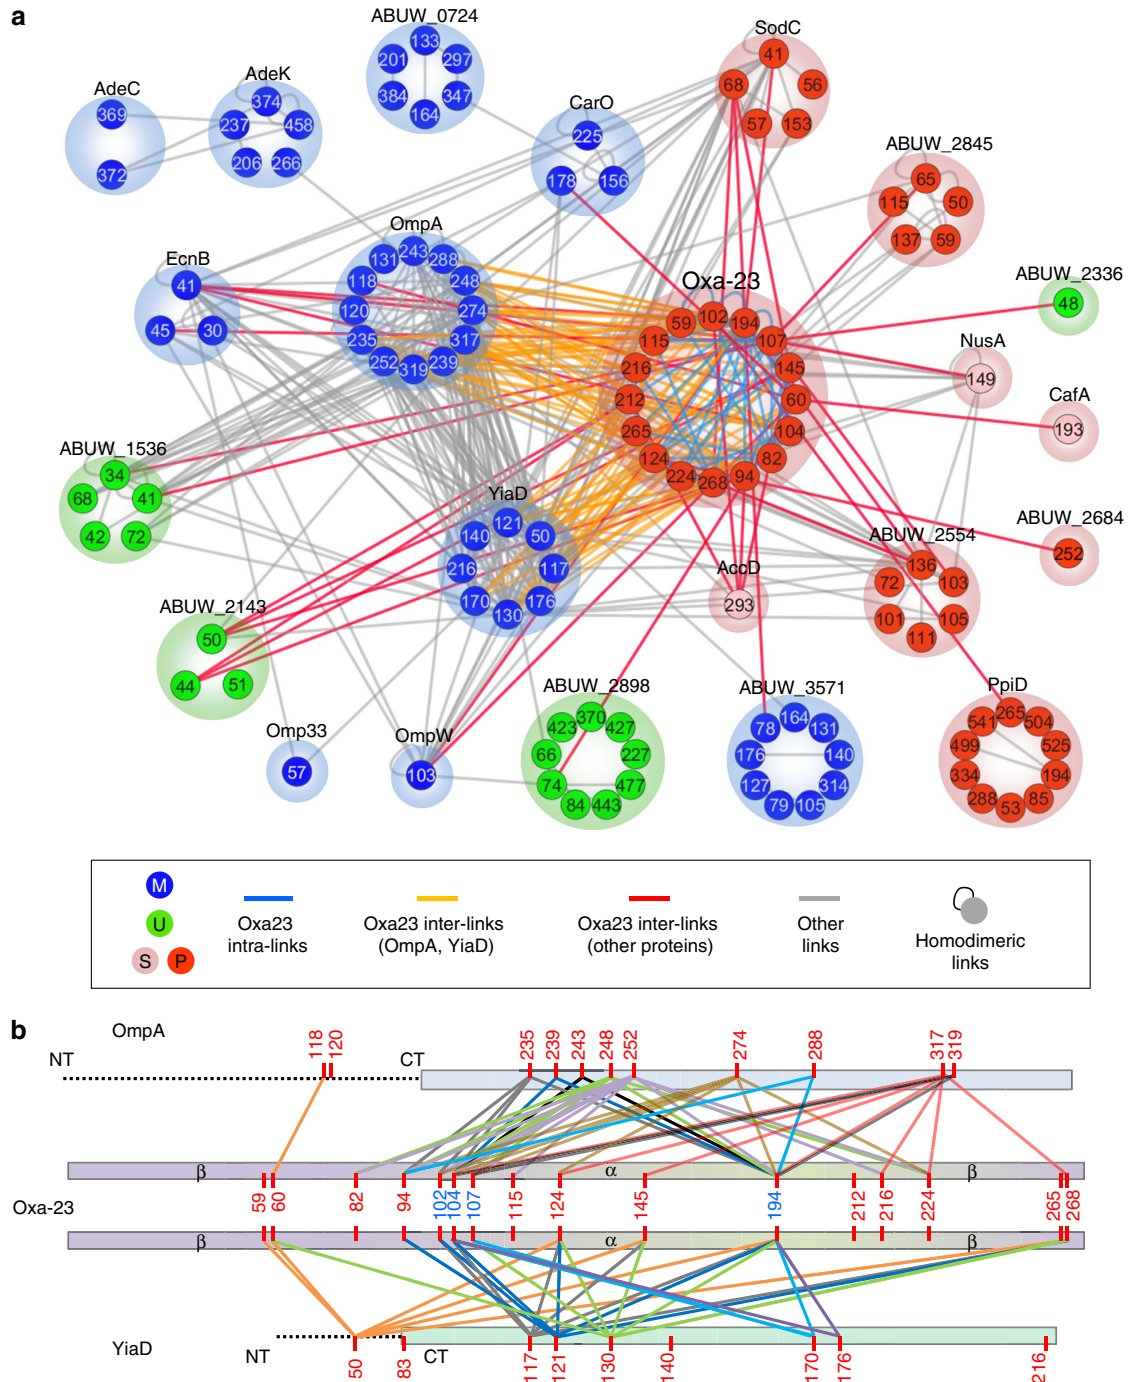 a
ABUW_0724
133
201
297
384
347
164
AdeC
369
372
AdeK
374
237
458
206
266
CarO
225
178
156
SodC
41
68
56
57
153
ABUW_2845
65
115
50
137
59
ABUW_2336
48
NusA
149
CafA
193
ABUW_2684
252
EcnB
41
45
30
OmpA
243
131
288
118
248
120
274
235
317
252
239
319
Oxa-23
102
59
194
115
107
216
145
212
60
265
104
124
82
224
94
268
ABUW_1536
34
68
41
42
72
YiaD
121
140
50
216
117
170
176
130
AccD
293
ABUW_2554
136
72
103
101
105
111
ABUW_2143
50
44
51
Omp33
57
OmpW
103
ABUW_2898
370
423
427
66
227
74
477
84
443
ABUW_3571
164
78
131
176
140
127
314
79
105
PpiD
265
541
504
499
525
334
194
288
85
53
M
U
S P
Oxa23
intra-links
Oxa23 inter-links
(OmpA, YiaD)
Oxa23 inter-links
(other proteins)
Other
links
Homodimeric
links
b
OmpA
NT
118
120
CT
235
239
243
248
252
274
288
317
319
β
α
β
Oxa-23
59
60
82
94
102
104
107
115
124
145
194
212
216
224
265
268
β
α
β
YiaD
NT
CT
50
83
117
121
130
140
170
176
216